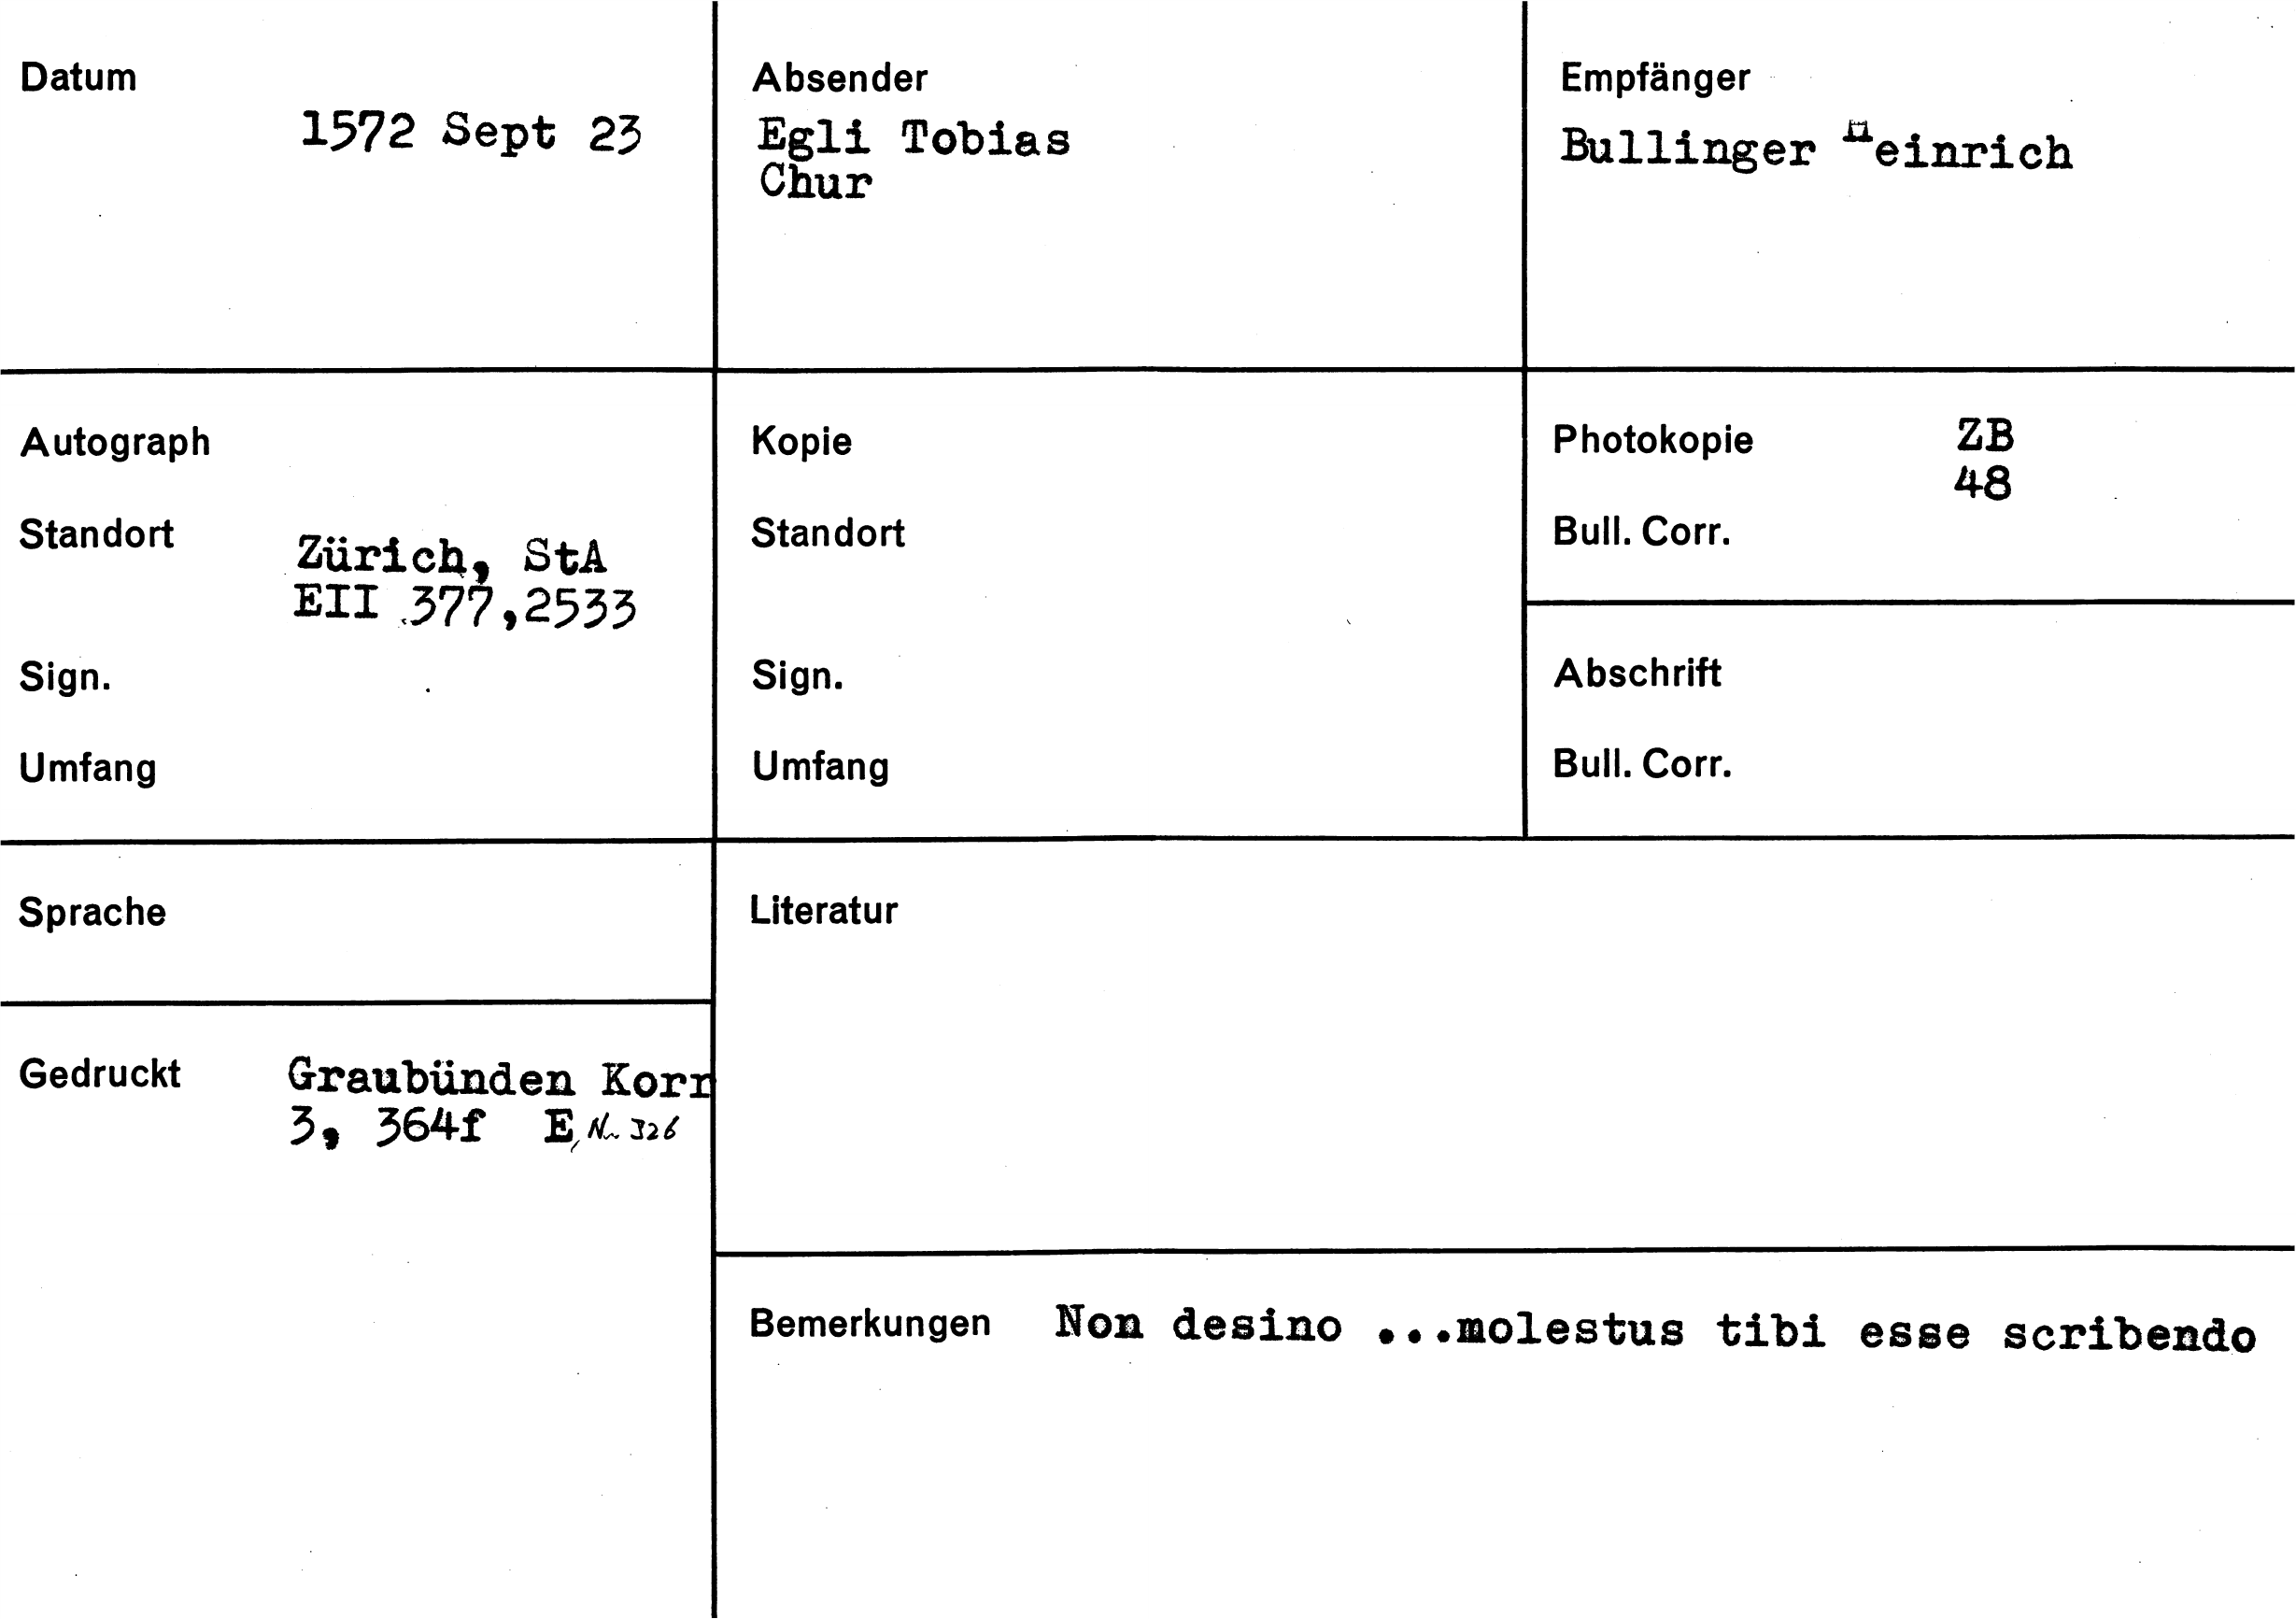 Datum
1572 Sept 23
Absender
Egli Tobias
Chur
Empfänger
Bullinger Heinrich
Autograph
Standort
Zürich, StA
EII 377,2533
Sign.
Umfang
Kopie
Standort
Sign.
Umfang
Photokopie ZB
48
Bull. Corr.
Abschrift
Bull. Corr.
Sprache
Gedruckt Graubünden Korr
3, 364f E, Nr. 326
Literatur
Bemerkungen Non desino ...molestus tibi esse scribendo